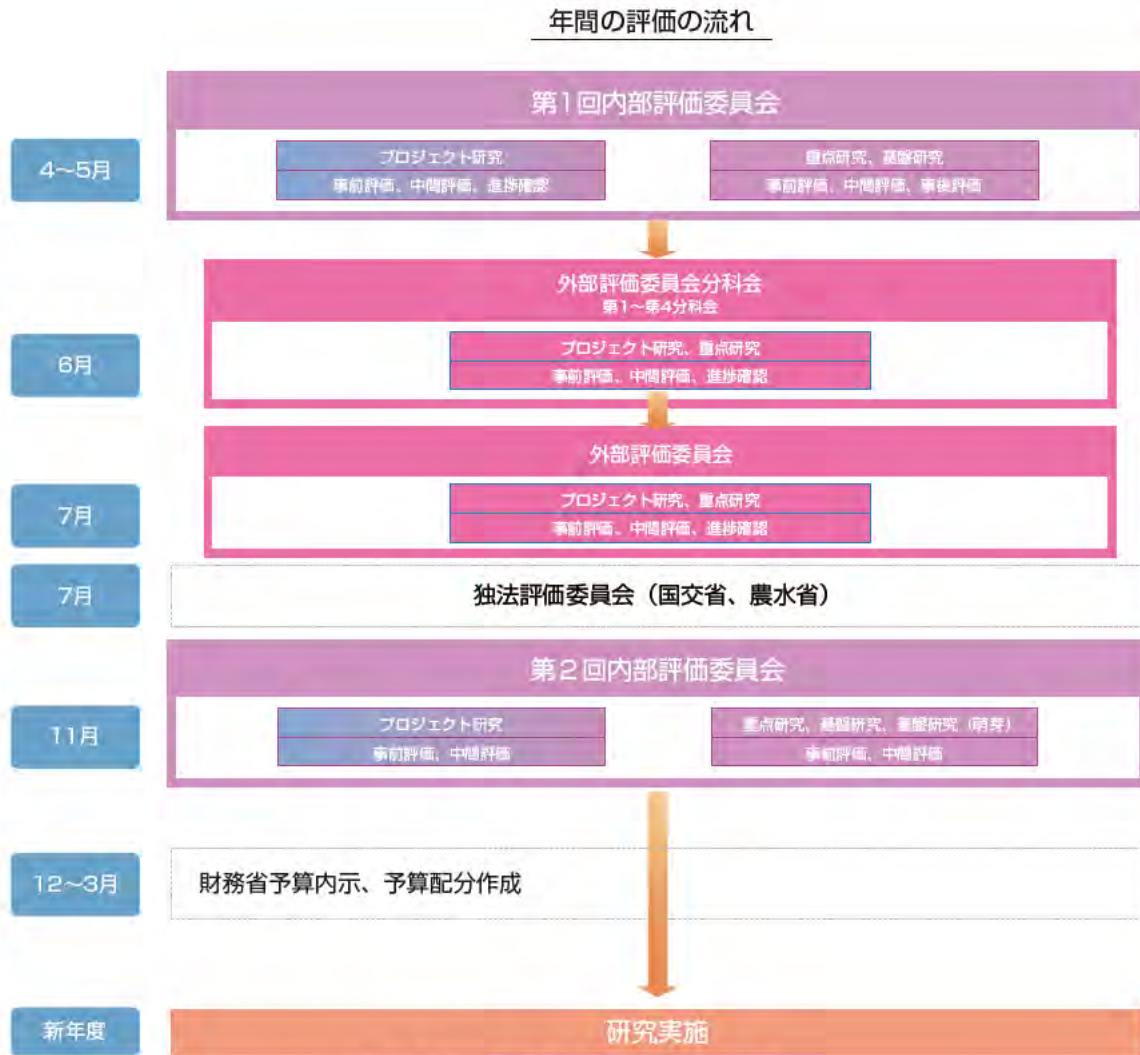 年間の評価の流れ
第1回内部評価委員会
4〜5月
プロジェクト研究
事前評価、中間評価、進捗確認
重点研究、基盤研究
事前評価、中間評価、事後評価
外部評価委員会分科会
第1〜第4分科会
6月
プロジェクト研究、重点研究
事前評価、中間評価、進捗確認
外部評価委員会
7月
プロジェクト研究、重点研究
事前評価、中間評価、進捗確認
7月
独法評価委員会（国交省、農水省）
第2回内部評価委員会
11月
プロジェクト研究
事前評価、中間評価
重点研究、基盤研究、基盤研究（萌芽）
事前評価、中間評価
12〜3月
財務省予算内示、予算配分作成
新年度
研究実施